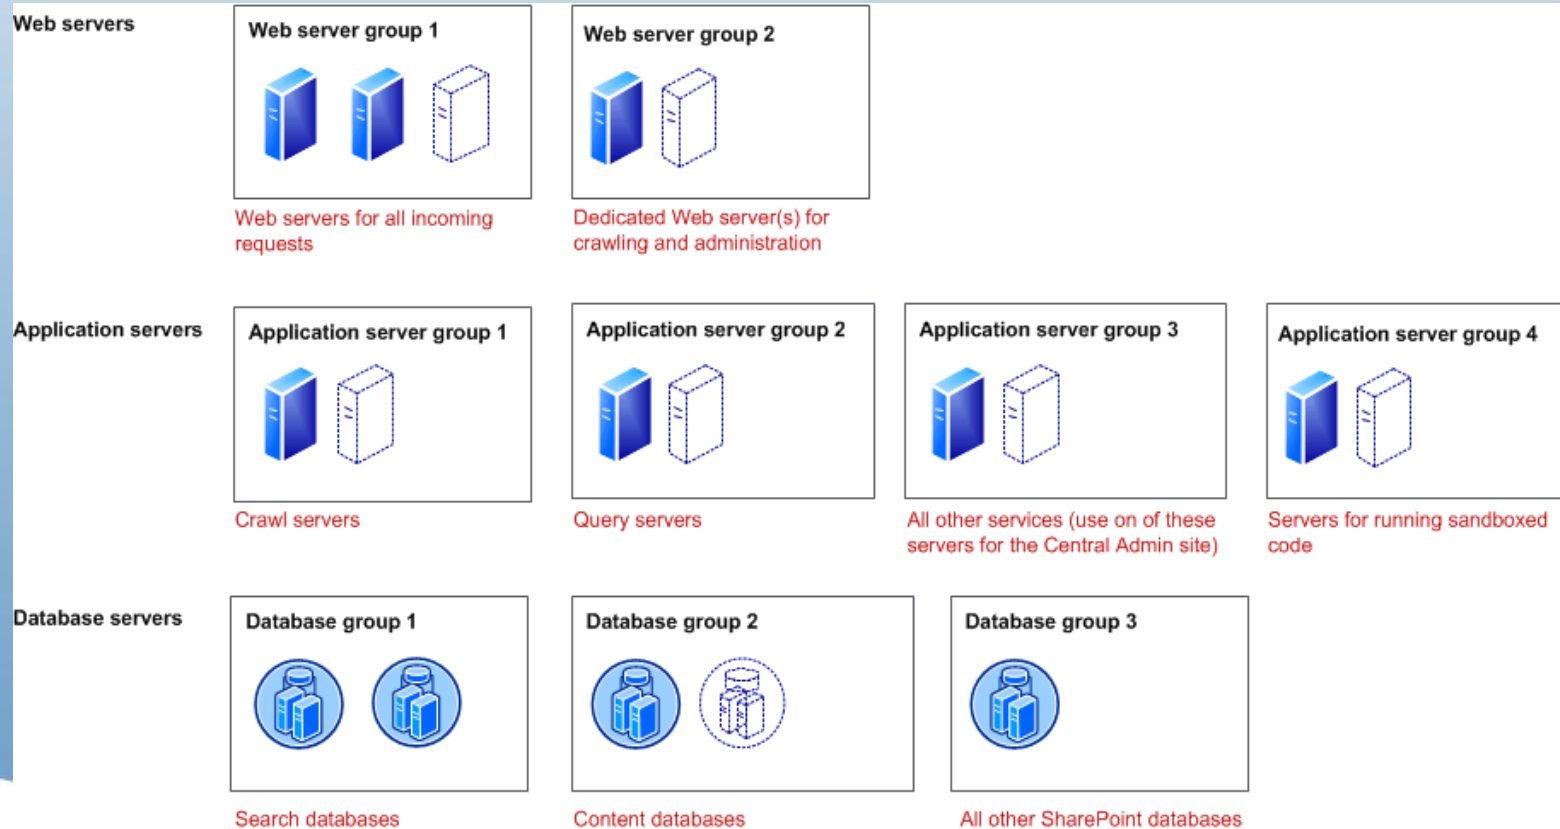 Web servers
Web server group 1
Web server group 2
Web servers for all incoming
requests
Dedicated Web server(s) for
crawling and administration
Application servers
Application server group 1
Application server group 2
Application server group 3
Application server group 4
Crawl servers
Query servers
All other services (use on of these
servers for the Central Admin site)
Servers for running sandboxed
code
Database servers
Database group 1
Database group 2
Database group 3
Search databases
Content databases
All other SharePoint databases